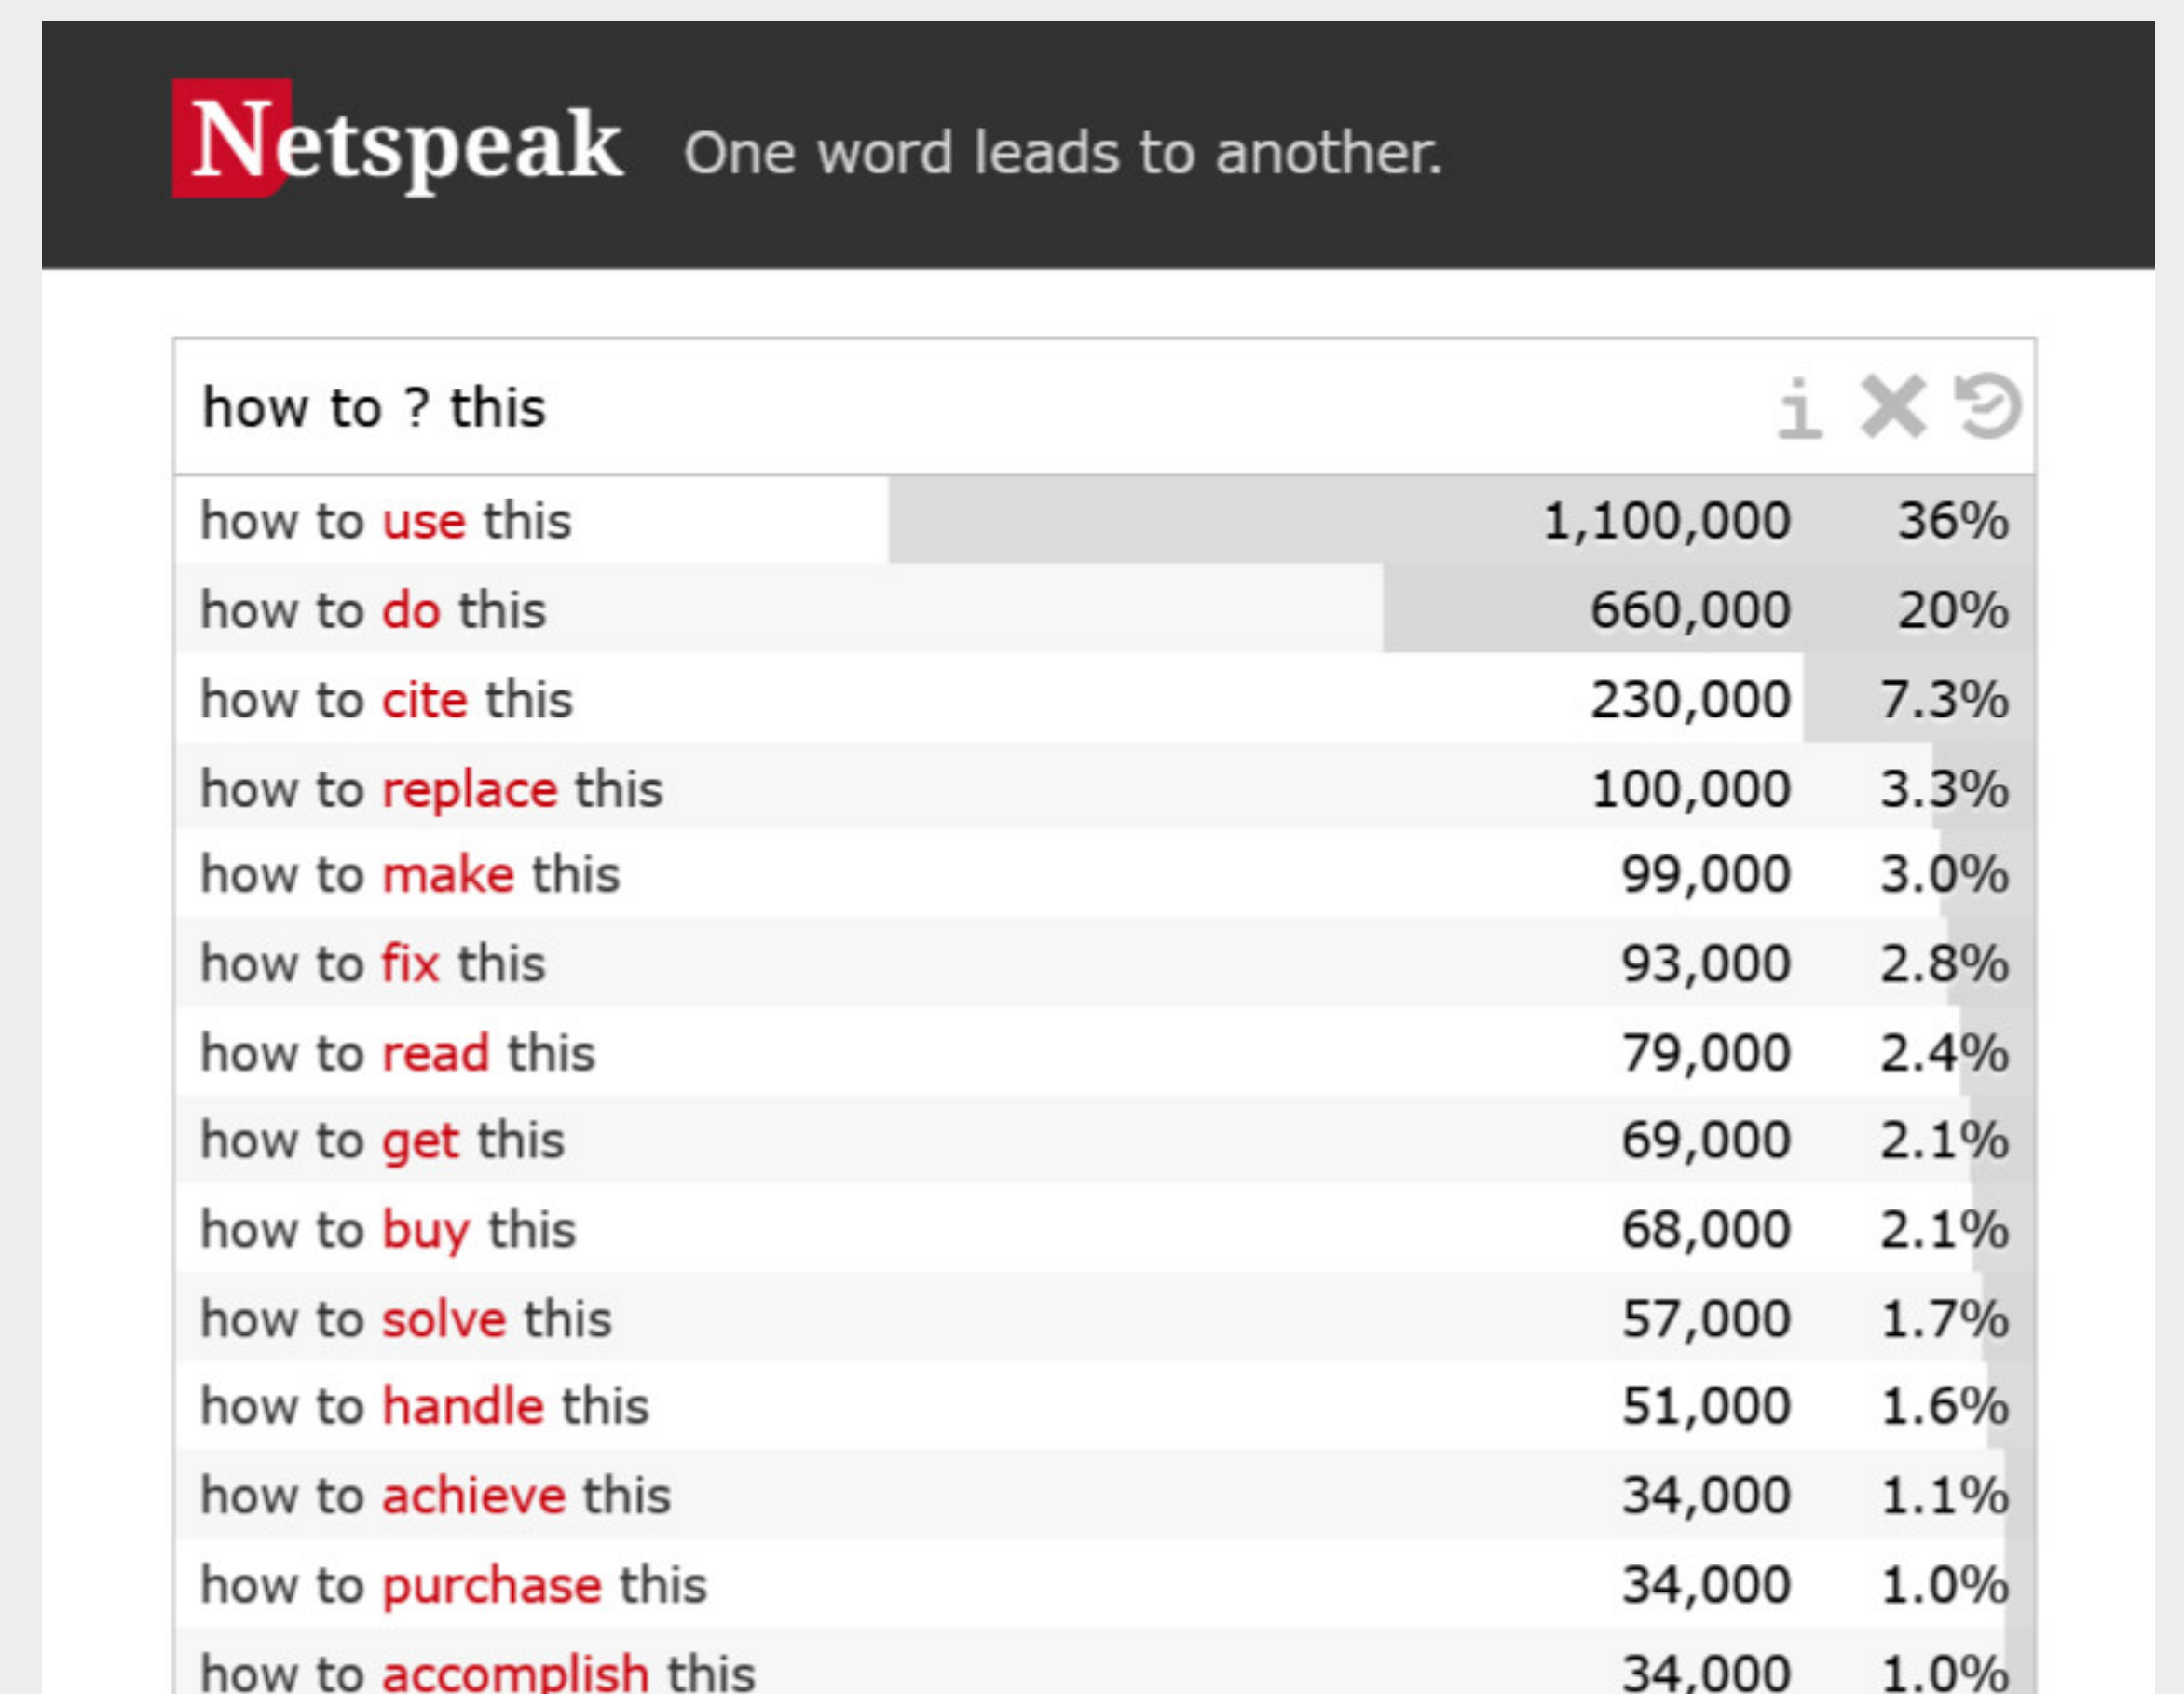 Netspeak One word leads to another.
how to ? this
how to use this 1,100,000 36%
how to do this 660,000 20%
how to cite this 230,000 7.3%
how to replace this 100,000 3.3%
how to make this 99,000 3.0%
how to fix this 93,000 2.8%
how to read this 79,000 2.4%
how to get this 69,000 2.1%
how to buy this 68,000 2.1%
how to solve this 57,000 1.7%
how to handle this 51,000 1.6%
how to achieve this 34,000 1.1%
how to purchase this 34,000 1.0%
how to accomplish this 34,000 1.0%